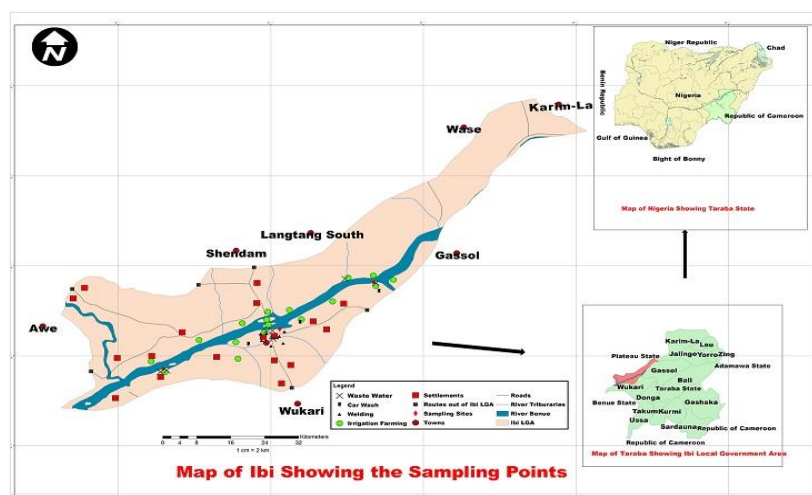 N
Karim-La
Wase
Langtang South
Shendam
Gassol
Awe
Wukari
Legend
Waste Water
Car Wash
Welding
Irrigation Farming
Settlements
Routes out of Ibi LGA
Sampling Sites
Towns
Roads
River Triburaries
River Benue
Ibi LGA
0 4 8 16 24 32
Kilometers
1 cm = 2 km
Map of Ibi Showing the Sampling Points
Niger Republic
Chad
Benin Republic
Nigeria
Republic of Cameroon
Gulf of Guinea
Bight of Bonny
Map of Nigeria Showing Taraba State
Karim-La
Lau
Plateau State
Jalingo
Yorro
Zing
Gassol
Adamawa State
Wukari
Bali
Taraba State
Benue State
Donga
Gashaka
Takum
Kurmi
Ussa
Sardauna
Republic of Cameroon
Republic of Cameroon
Map of Taraba Showing Ibi Local Government Area